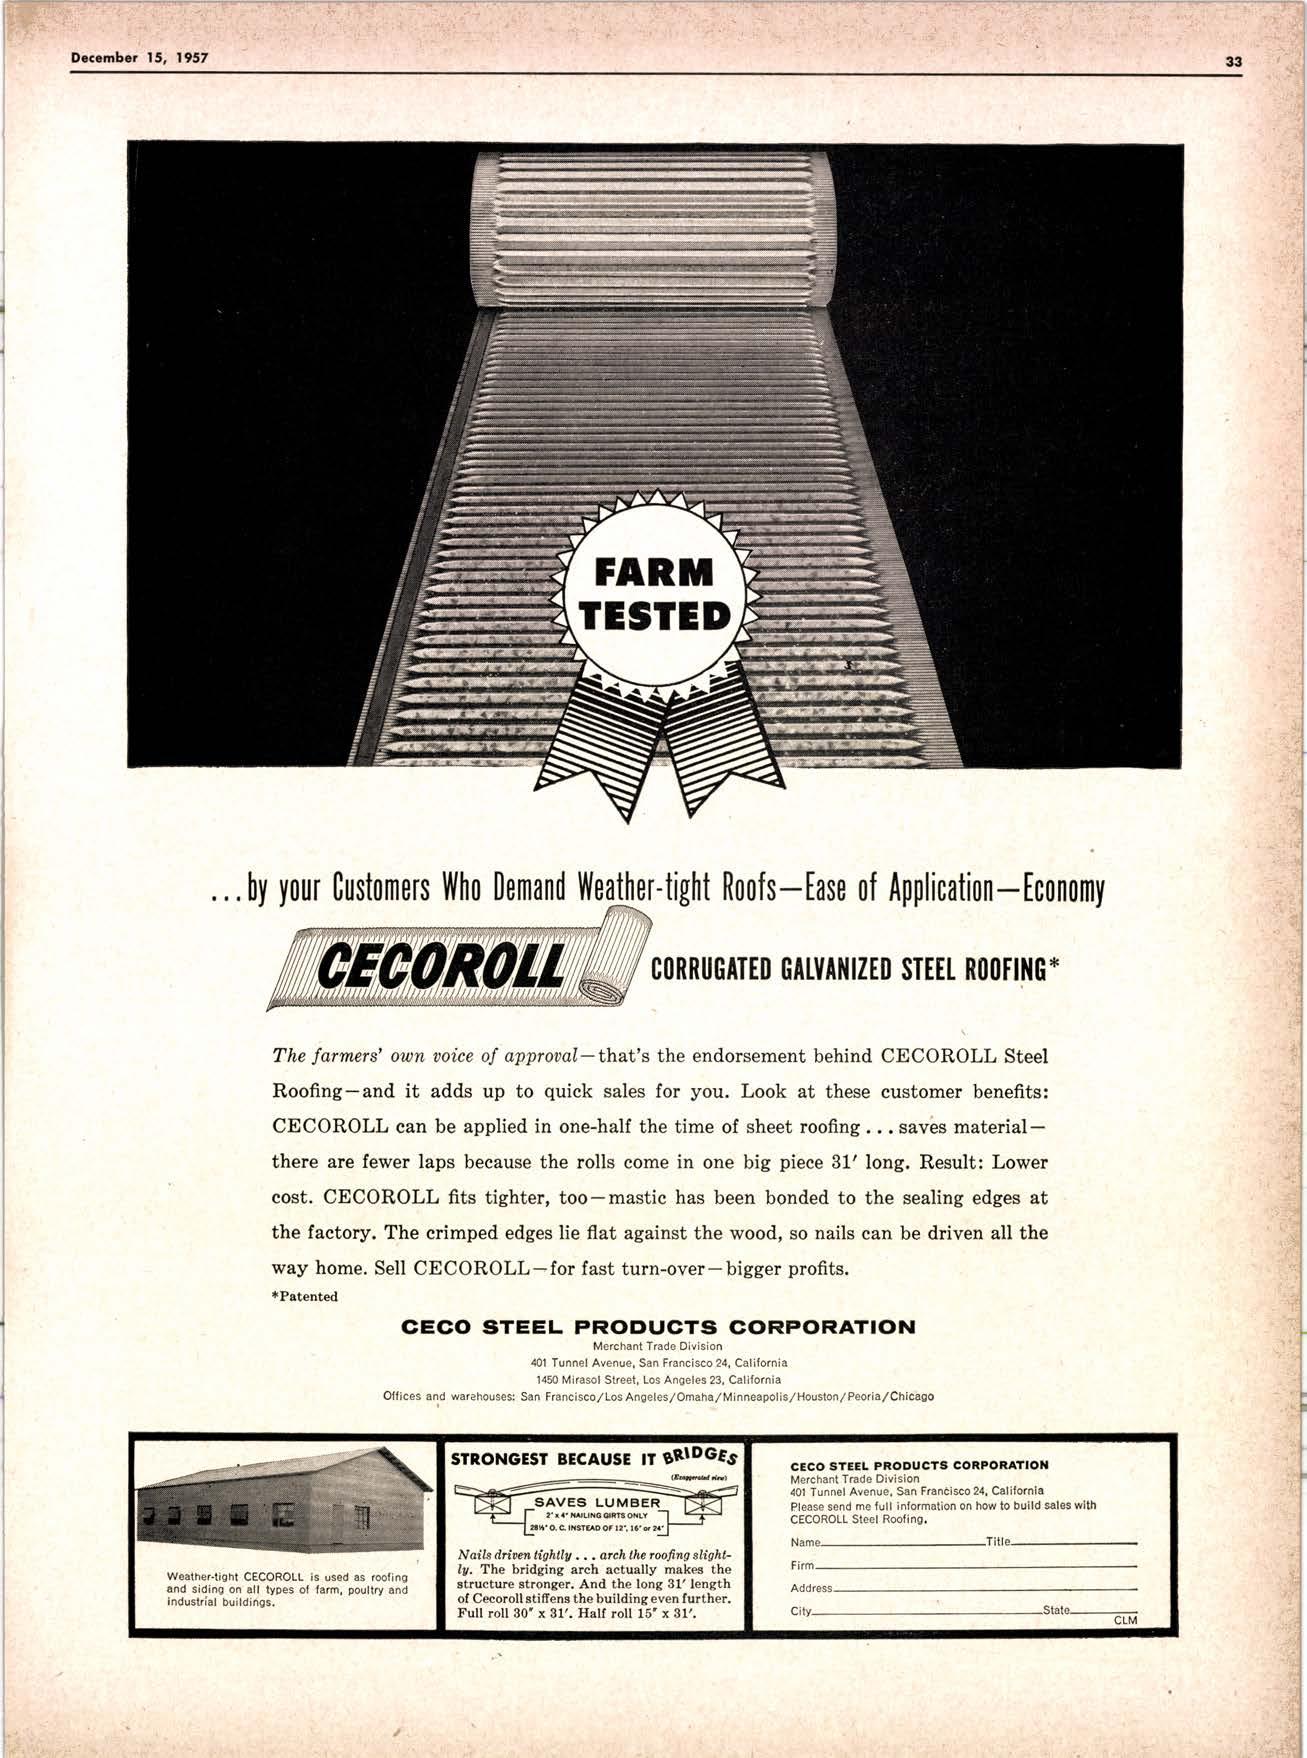 December 15, 1957
33
FARM
TESTED
...by your Customers Who Demand Weather-tight Roofs—Ease of Application—Economy
CECOROLL
CORRUGATED GALVANIZED STEEL ROOFING*
The farmers' own voice of approval—that's the endorsement behind CECOROLL Steel
Roofing—and it adds up to quick sales for you. Look at these customer benefits:
CECOROLL can be applied in one-half the time of sheet roofing ... saves material—
there are fewer laps because the rolls come in one big piece 31′ long. Result: Lower
cost. CECOROLL fits tighter, too—mastic has been bonded to the sealing edges at
the factory. The crimped edges lie flat against the wood, so nails can be driven all the
way home. Sell CECOROLL—for fast turn-over—bigger profits.
*Patented
CECO STEEL PRODUCTS CORPORATION
Merchant Trade Division
401 Tunnel Avenue, San Francisco 24, California
1450 Mirasol Street, Los Angeles 23, California
Offices and warehouses: San Francisco/Los Angeles/Omaha/Minneapolis/Houston/Peoria/Chicago
Weather-tight CECOROLL is used as roofing
and siding on all types of farm, poultry and
industrial buildings.
STRONGEST BECAUSE IT BRIDGES
(Exaggerated view)
SAVES LUMBER
2″ x 4″ NAILING GIRTS ONLY
28½″ O. C. INSTEAD OF 12″, 16″ or 24″
Nails driven tightly ... arch the roofing slight-
ly. The bridging arch actually makes the
structure stronger. And the long 31′ length
of Cecoroll stiffens the building even further.
Full roll 30″ x 31′. Half roll 15″ x 31′.
CECO STEEL PRODUCTS CORPORATION
Merchant Trade Division
401 Tunnel Avenue, San Francisco 24, California
Please send me full information on how to build sales with
CECOROLL Steel Roofing.
Name Title
Firm
Address
City State
CLM